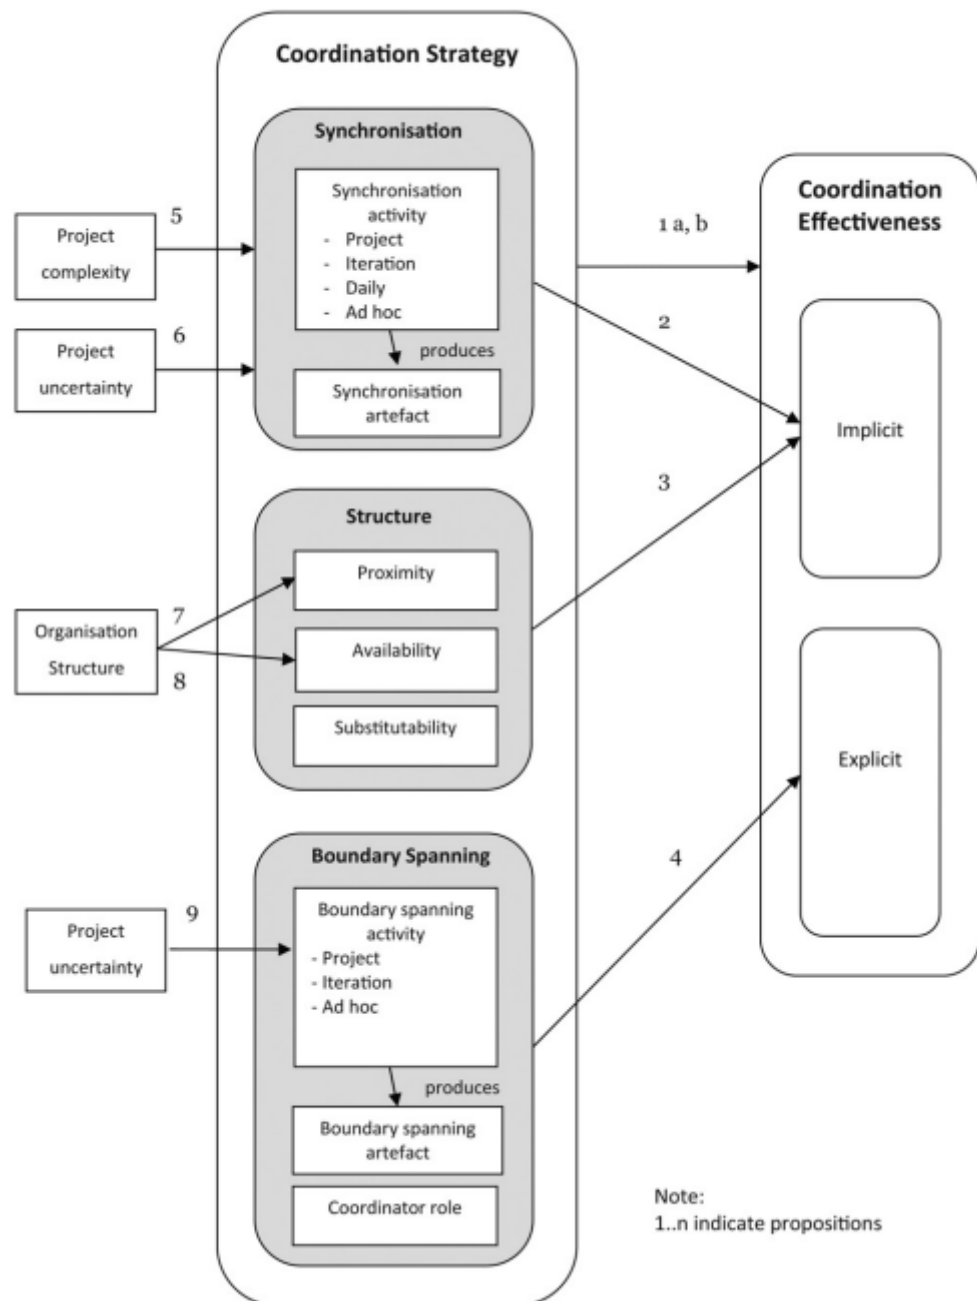 Coordination Strategy
Synchronisation
Synchronisation
activity
- Project
- Iteration
- Daily
- Ad hoc
produces
Synchronisation
artefact
5
Project
complexity
6
Project
uncertainty
Structure
Proximity
Availability
Substitutability
7
Organisation
Structure
8
Boundary Spanning
Boundary spanning
activity
- Project
- Iteration
- Ad hoc
produces
Boundary spanning
artefact
Coordinator role
9
Project
uncertainty
1 a, b
2
3
4
Coordination
Effectiveness
Implicit
Explicit
Note:
1..n indicate propositions